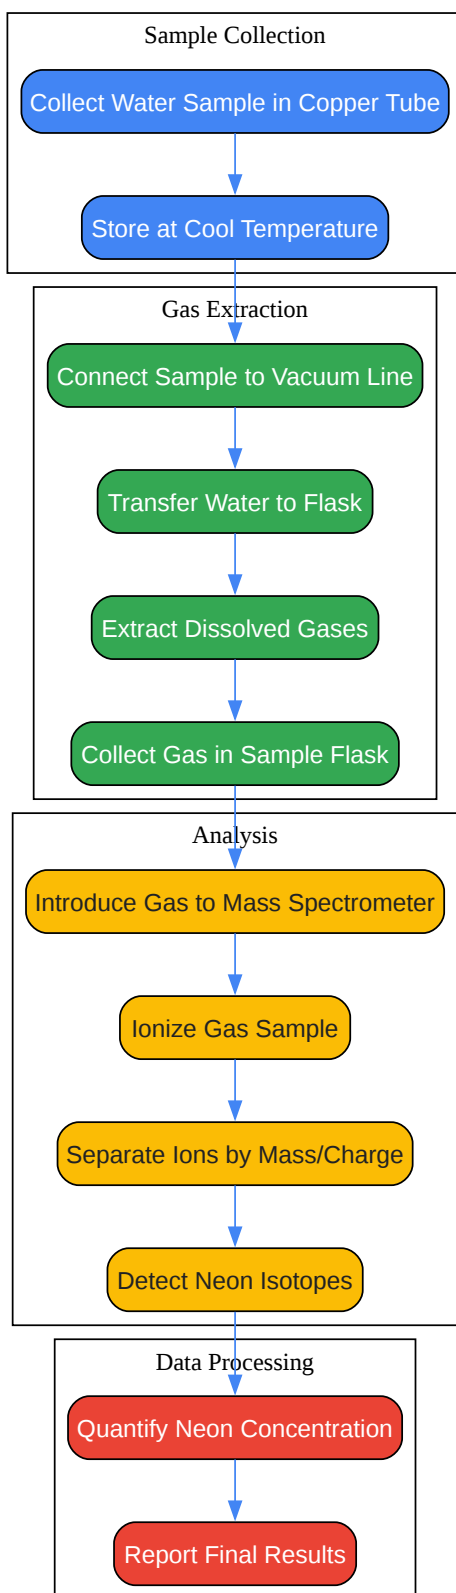 Sample Collection
Collect Water Sample in Copper Tube
Store at Cool Temperature
Gas Extraction
Connect Sample to Vacuum Line
Transfer Water to Flask
Extract Dissolved Gases
Collect Gas in Sample Flask
Analysis
Introduce Gas to Mass Spectrometer
Ionize Gas Sample
Separate Ions by Mass/Charge
Detect Neon Isotopes
Data Processing
Quantify Neon Concentration
Report Final Results